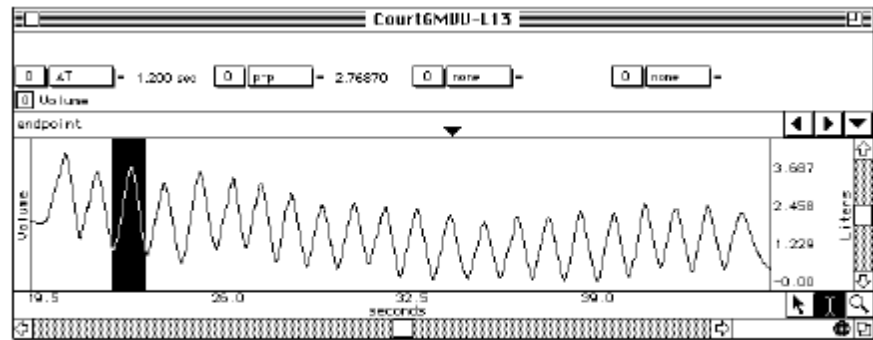 Court6MVV-L13
0 ΔT = 1.200 sec 0 p-p = 2.76870 0 none = 0 none =
0 Volume
endpoint
Volume
3.687
2.458
1.229
-0.00
Liters
19.5 26.0 32.5 39.0
seconds